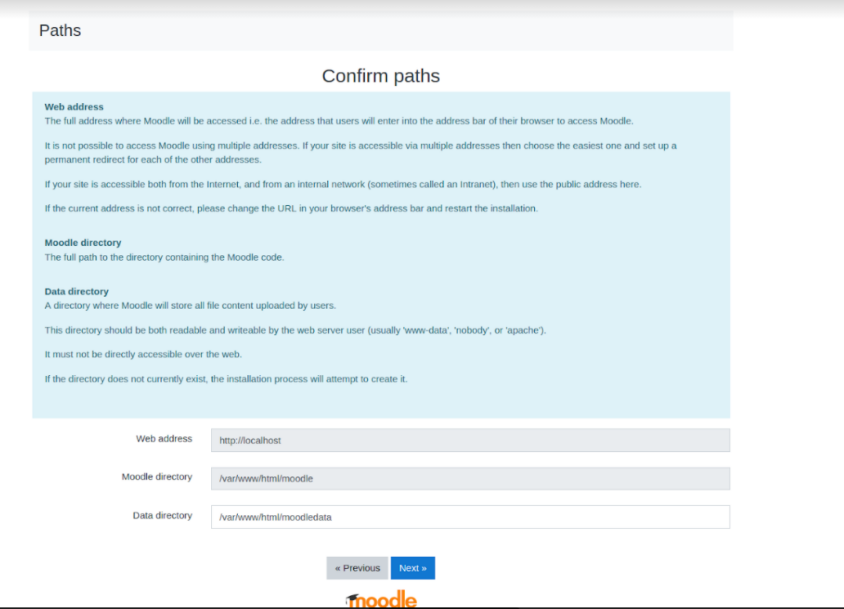 Paths
Confirm paths
Web address
The full address where Moodle will be accessed i.e. the address that users will enter into the address bar of their browser to access Moodle.
It is not possible to access Moodle using multiple addresses. If your site is accessible via multiple addresses then choose the easiest one and set up a
permanent redirect for each of the other addresses.
If your site is accessible both from the Internet, and from an internal network (sometimes called an Intranet), then use the public address here.
If the current address is not correct, please change the URL in your browser's address bar and restart the installation.
Moodle directory
The full path to the directory containing the Moodle code.
Data directory
A directory where Moodle will store all file content uploaded by users.
This directory should be both readable and writeable by the web server user (usually 'www-data', 'nobody', or 'apache').
It must not be directly accessible over the web.
If the directory does not currently exist, the installation process will attempt to create it.
Web address http://localhost
Moodle directory /var/www/html/moodle
Data directory /var/www/html/moodledata
« Previous Next »
moodle